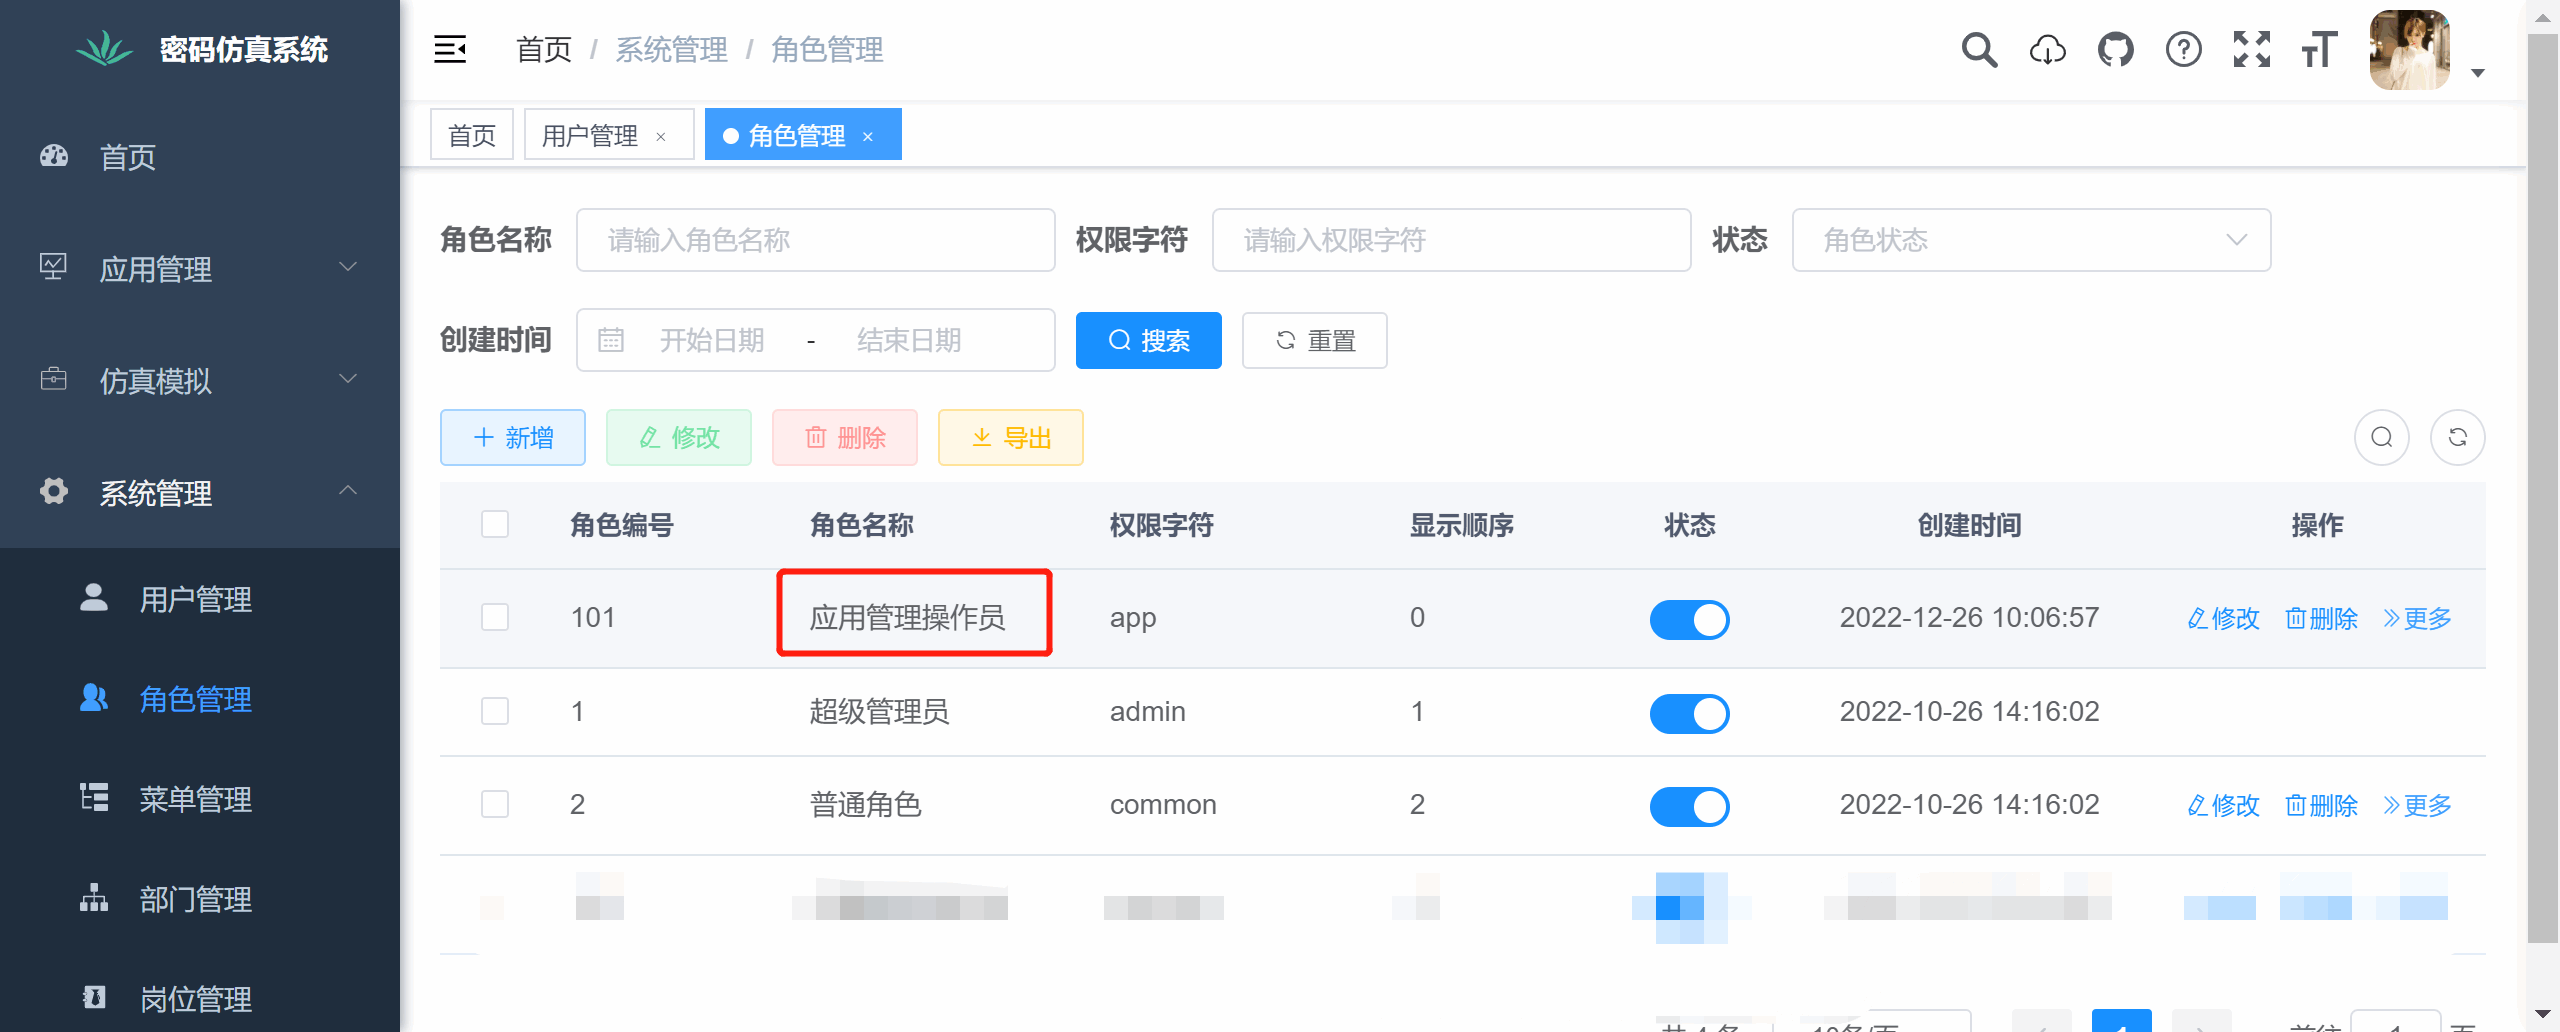 密码仿真系统
首页
应用管理
仿真模拟
系统管理
用户管理
角色管理
菜单管理
部门管理
岗位管理
首页 / 系统管理 / 角色管理
首页 用户管理 × 角色管理 ×
角色名称 请输入角色名称 权限字符 请输入权限字符 状态 角色状态
创建时间 开始日期 - 结束日期 搜索 重置
新增 修改 删除 导出
角色编号 角色名称 权限字符 显示顺序 状态 创建时间 操作
101 应用管理操作员 app 0 2022-12-26 10:06:57 修改 删除 更多
1 超级管理员 admin 1 2022-10-26 14:16:02
2 普通角色 common 2 2022-10-26 14:16:02 修改 删除 更多